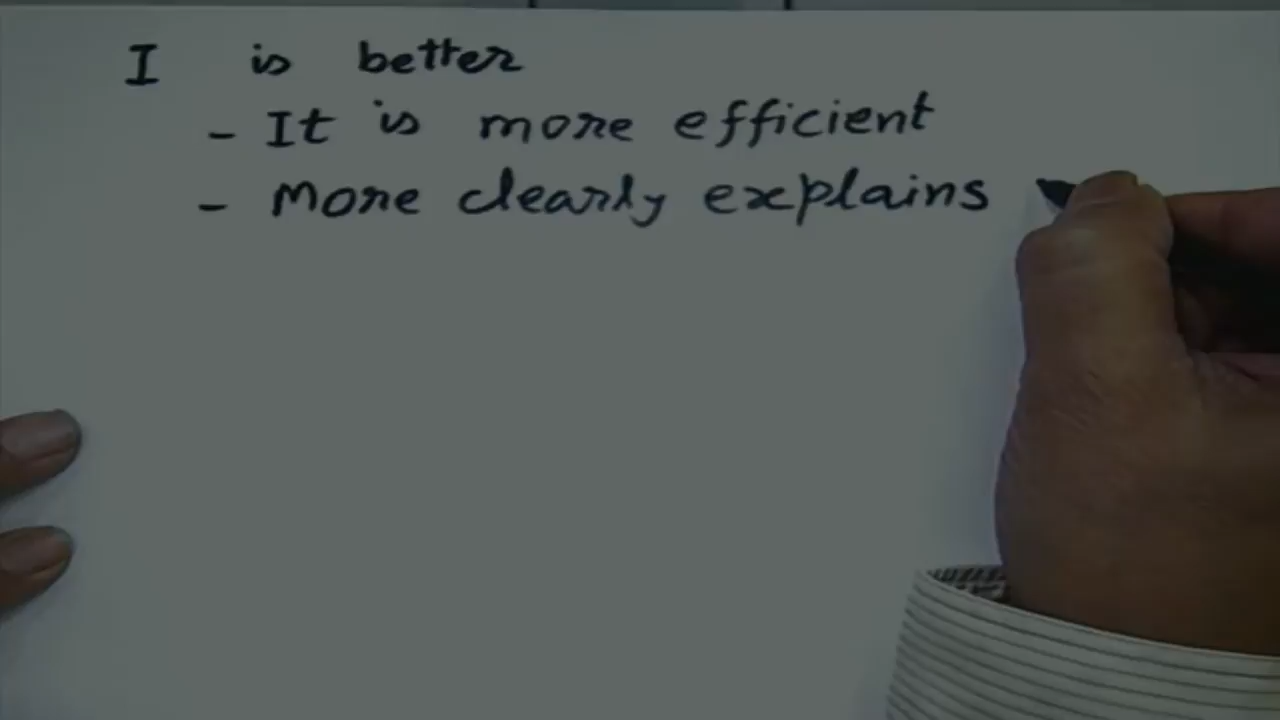 I is better
- It is more efficient
- More clearly explains